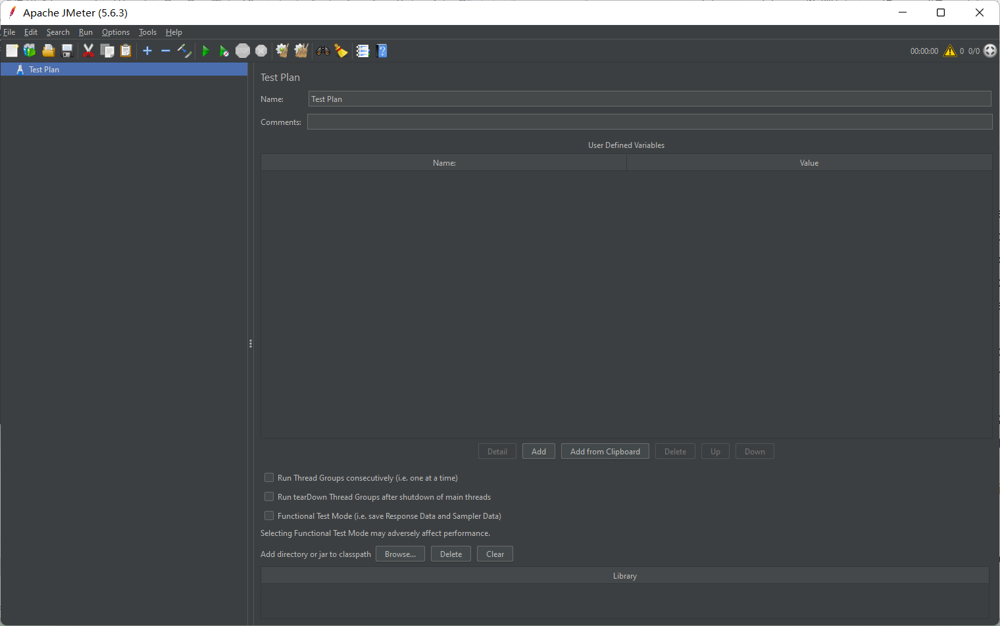 Apache JMeter (5.6.3)
File Edit Search Run Options Tools Help
STOP ? 00:00:00 0 0/0
Test Plan
Test Plan
Name: Test Plan
Comments:
User Defined Variables
Name: Value
Detail Add Add from Clipboard Delete Up Down
Run Thread Groups consecutively (i.e. one at a time)
Run tearDown Thread Groups after shutdown of main threads
Functional Test Mode (i.e. save Response Data and Sampler Data)
Selecting Functional Test Mode may adversely affect performance.
Add directory or jar to classpath Browse... Delete Clear
Library